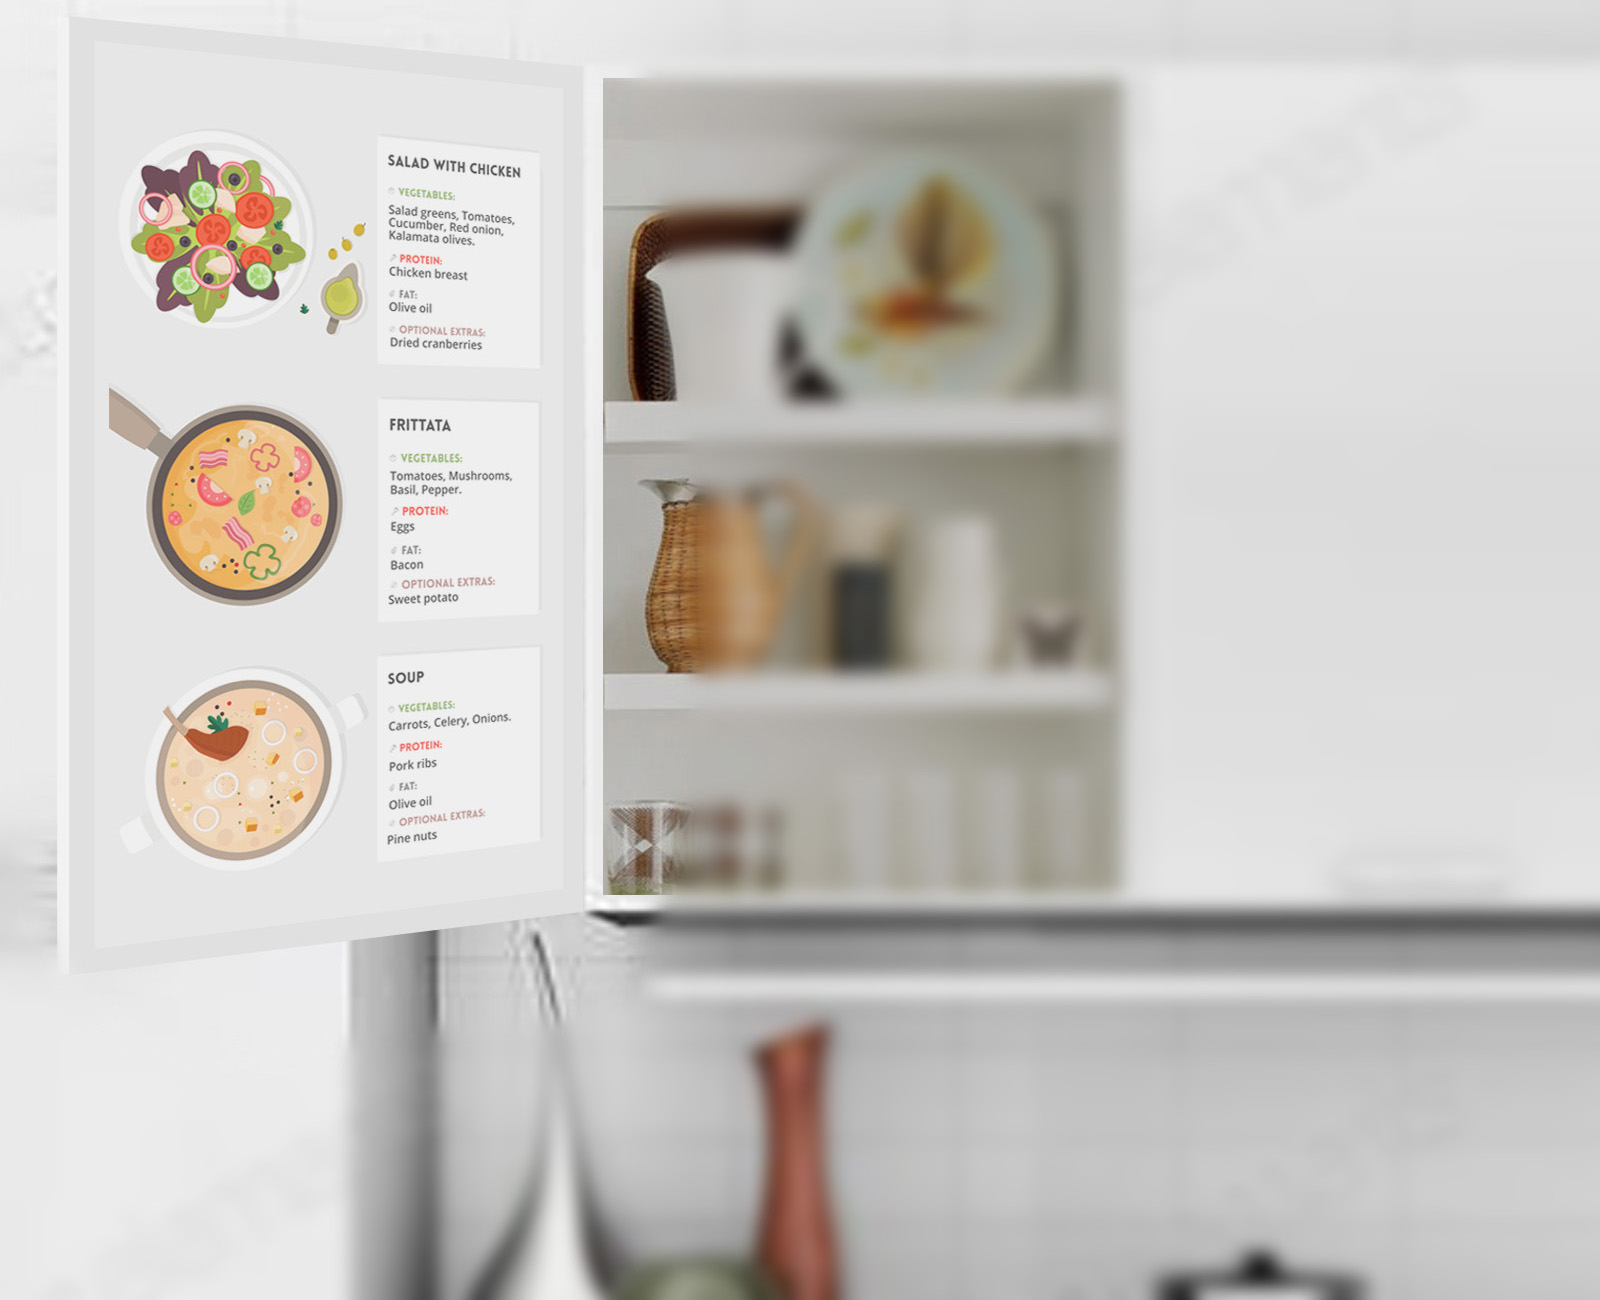 SALAD WITH CHICKEN
VEGETABLES:
Salad greens, Tomatoes,
Cucumber, Red onion,
Kalamata olives.
PROTEIN:
Chicken breast
FAT:
Olive oil
OPTIONAL EXTRAS:
Dried cranberries
FRITTATA
VEGETABLES:
Tomatoes, Mushrooms,
Basil, Pepper.
PROTEIN:
Eggs
FAT:
Bacon
OPTIONAL EXTRAS:
Sweet potato
SOUP
VEGETABLES:
Carrots, Celery, Onions.
PROTEIN:
Pork ribs
FAT:
Olive oil
OPTIONAL EXTRAS:
Pine nuts